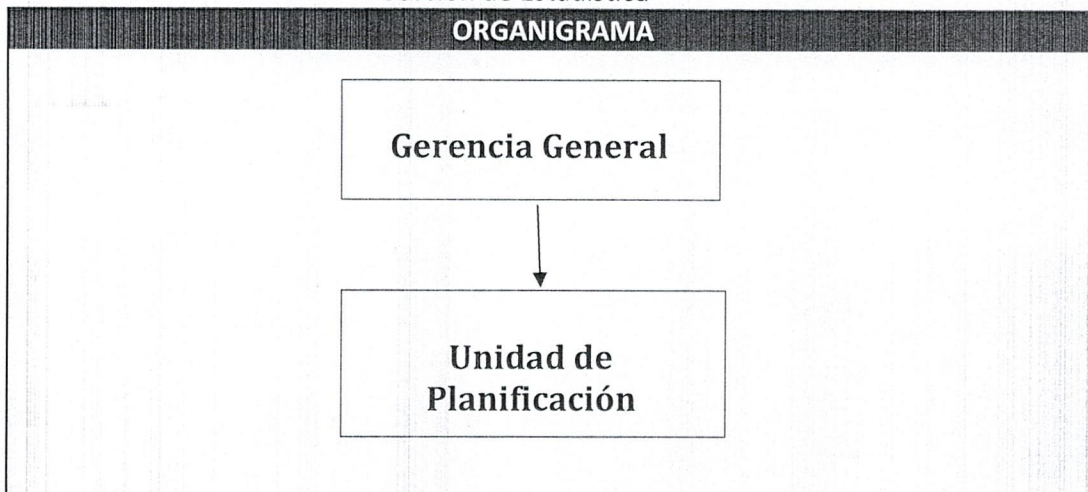 ORGANIGRAMA
Gerencia General
Unidad de
Planificación